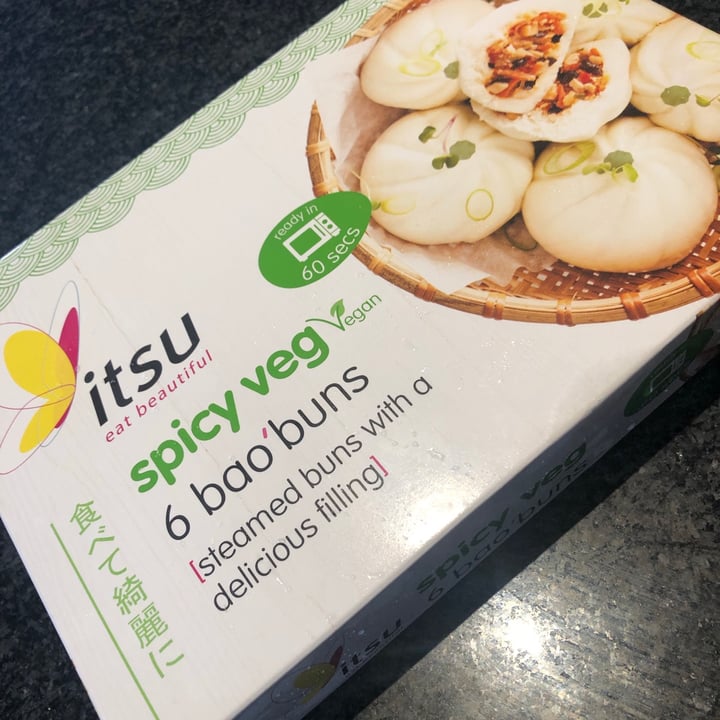 ready in
60 secs
itsu
eat beautiful
spicy veg Vegan
6 bao'buns
[steamed buns with a
delicious filling]
食べて綺麗に
spicy veg
6 bao'buns
itsu